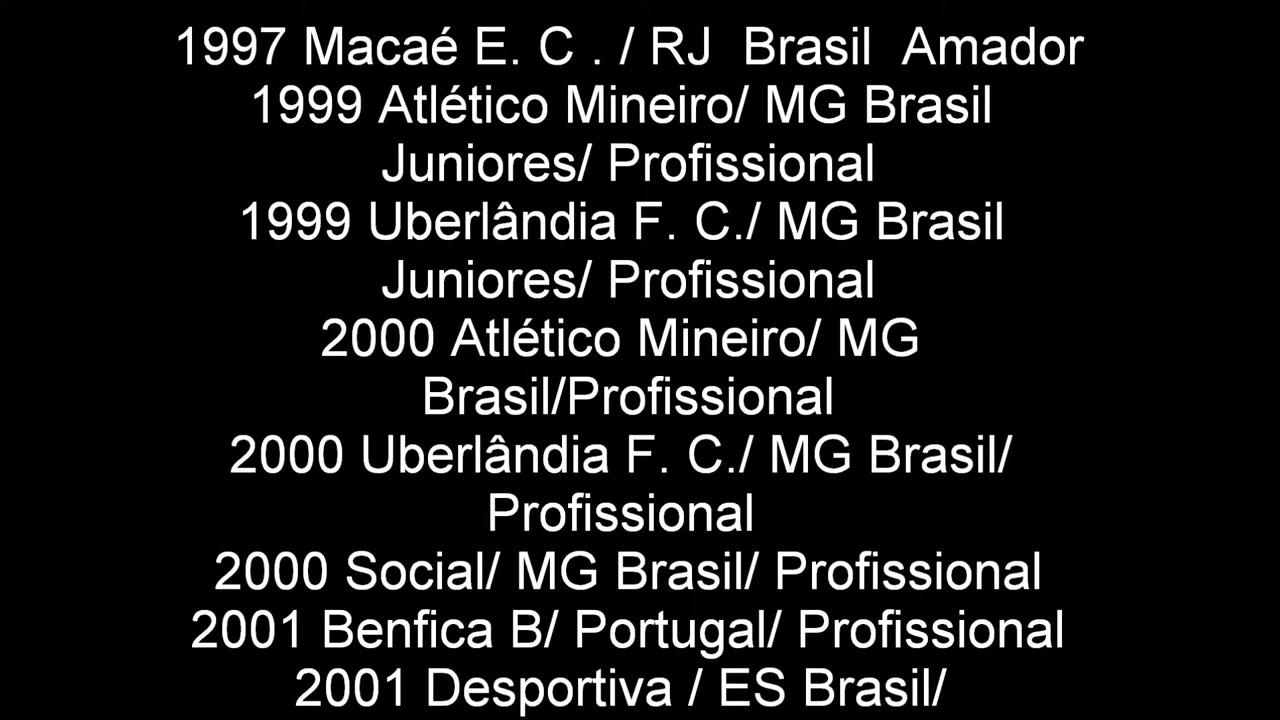 1997 Macaé E. C . / RJ  Brasil  Amador
1999 Atlético Mineiro/ MG Brasil
Juniores/ Profissional
1999 Uberlândia F. C./ MG Brasil
Juniores/ Profissional
2000 Atlético Mineiro/ MG
Brasil/Profissional
2000 Uberlândia F. C./ MG Brasil/
Profissional
2000 Social/ MG Brasil/ Profissional
2001 Benfica B/ Portugal/ Profissional
2001 Desportiva / ES Brasil/